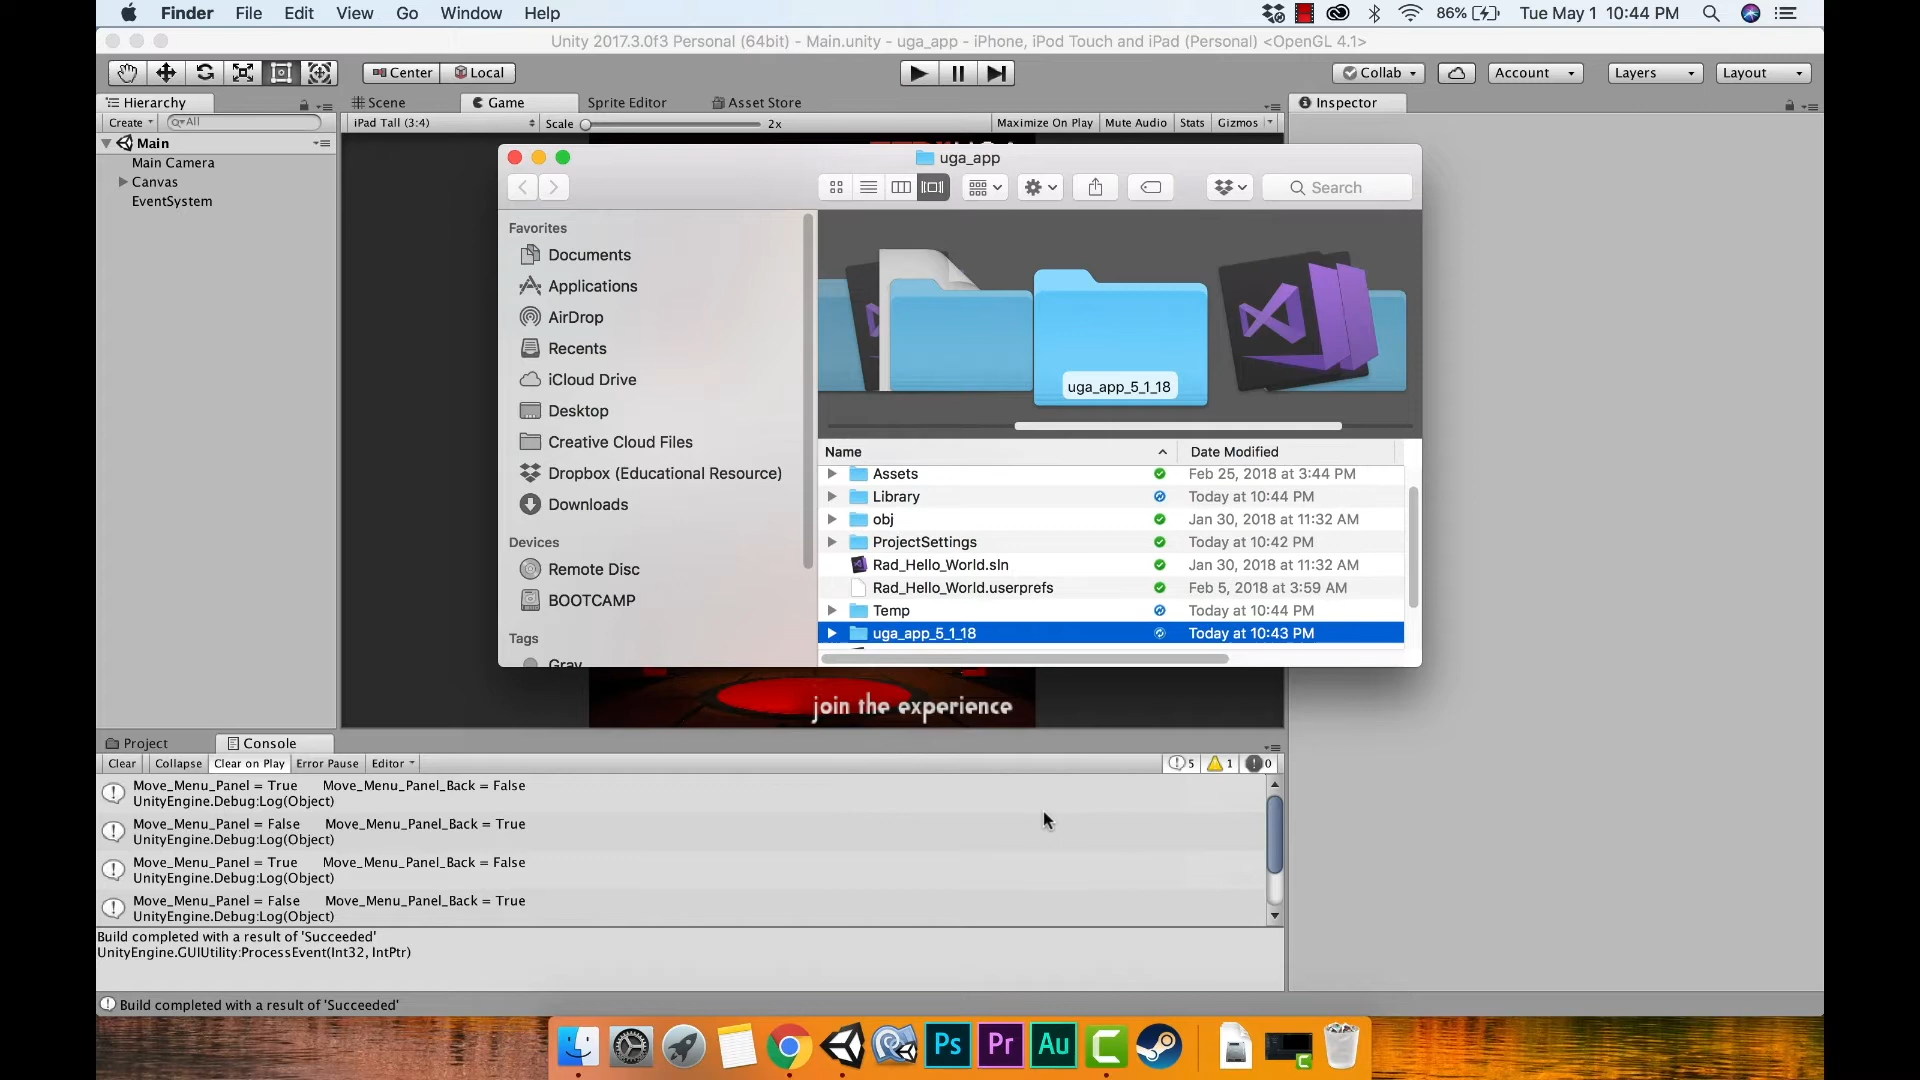 Finder File Edit View Go Window Help 86% Tue May 1 10:44 PM
Unity 2017.3.0f3 Personal (64bit) - Main.unity - uga_app - iPhone, iPod Touch and iPad (Personal) <OpenGL 4.1>
Center Local Collab Account Layers Layout
Hierarchy Scene Game Sprite Editor Asset Store Inspector
Create All iPad Tall (3:4) Scale 2x Maximize On Play Mute Audio Stats Gizmos
Main
Main Camera
Canvas
EventSystem
uga_app
Search
Favorites
Documents
Applications
AirDrop
Recents
iCloud Drive
Desktop
Creative Cloud Files
Dropbox (Educational Resource)
Downloads
Devices
Remote Disc
BOOTCAMP
Tags
Gray
uga_app_5_1_18
Name Date Modified
Assets Feb 25, 2018 at 3:44 PM
Library Today at 10:44 PM
obj Jan 30, 2018 at 11:32 AM
ProjectSettings Today at 10:42 PM
Rad_Hello_World.sln Jan 30, 2018 at 11:32 AM
Rad_Hello_World.userprefs Feb 5, 2018 at 3:59 AM
Temp Today at 10:44 PM
uga_app_5_1_18 Today at 10:43 PM
join the experience
Project Console
Clear Collapse Clear on Play Error Pause Editor 5 1 0
Move_Menu_Panel = True Move_Menu_Panel_Back = False
UnityEngine.Debug:Log(Object)
Move_Menu_Panel = False Move_Menu_Panel_Back = True
UnityEngine.Debug:Log(Object)
Move_Menu_Panel = True Move_Menu_Panel_Back = False
UnityEngine.Debug:Log(Object)
Move_Menu_Panel = False Move_Menu_Panel_Back = True
UnityEngine.Debug:Log(Object)
Build completed with a result of 'Succeeded'
UnityEngine.GUIUtility:ProcessEvent(Int32, IntPtr)
Build completed with a result of 'Succeeded'
Ps Pr Au